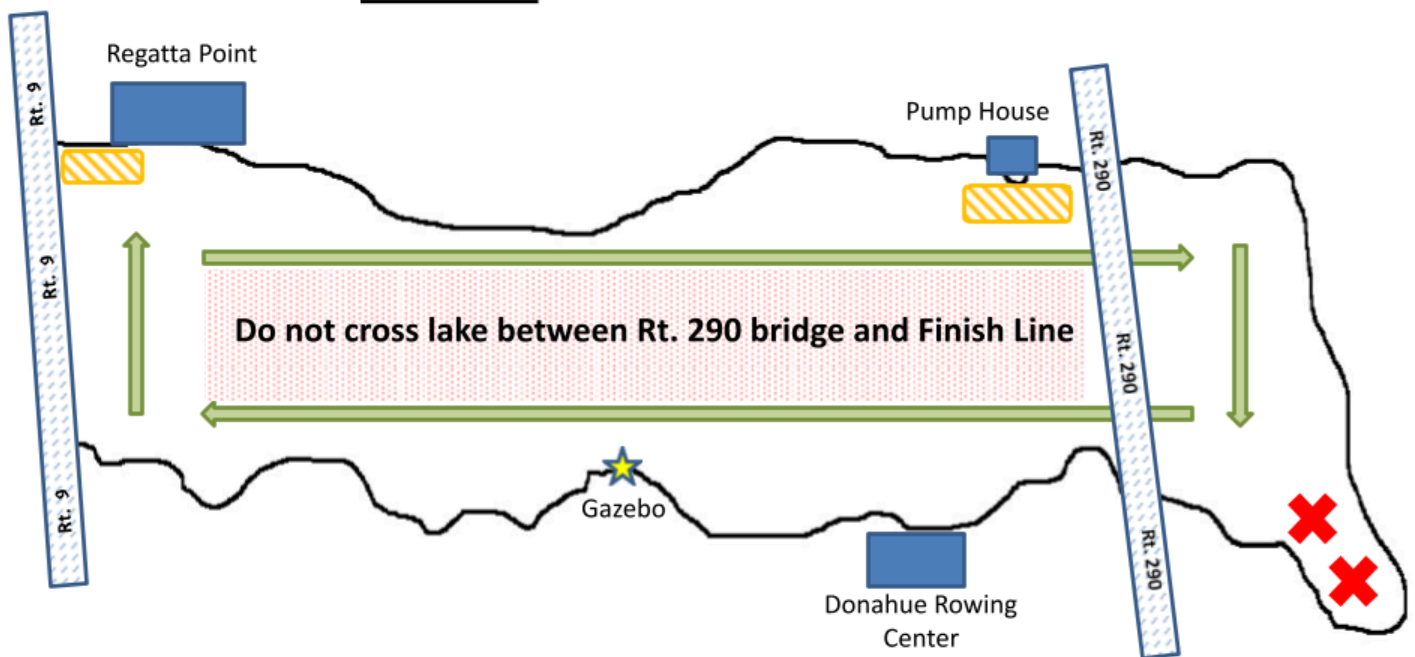 Regatta Point
Pump House
Rt. 9
Rt. 290
Rt. 9
Do not cross lake between Rt. 290 bridge and Finish Line
Rt. 290
Gazebo
Rt. 9
Rt. 290
Donahue Rowing
Center